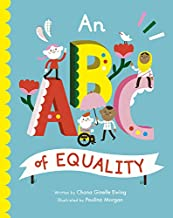 An
ABC
of EQUALITY
Written by Chana Ginelle Ewing
Illustrated by Paulina Morgan